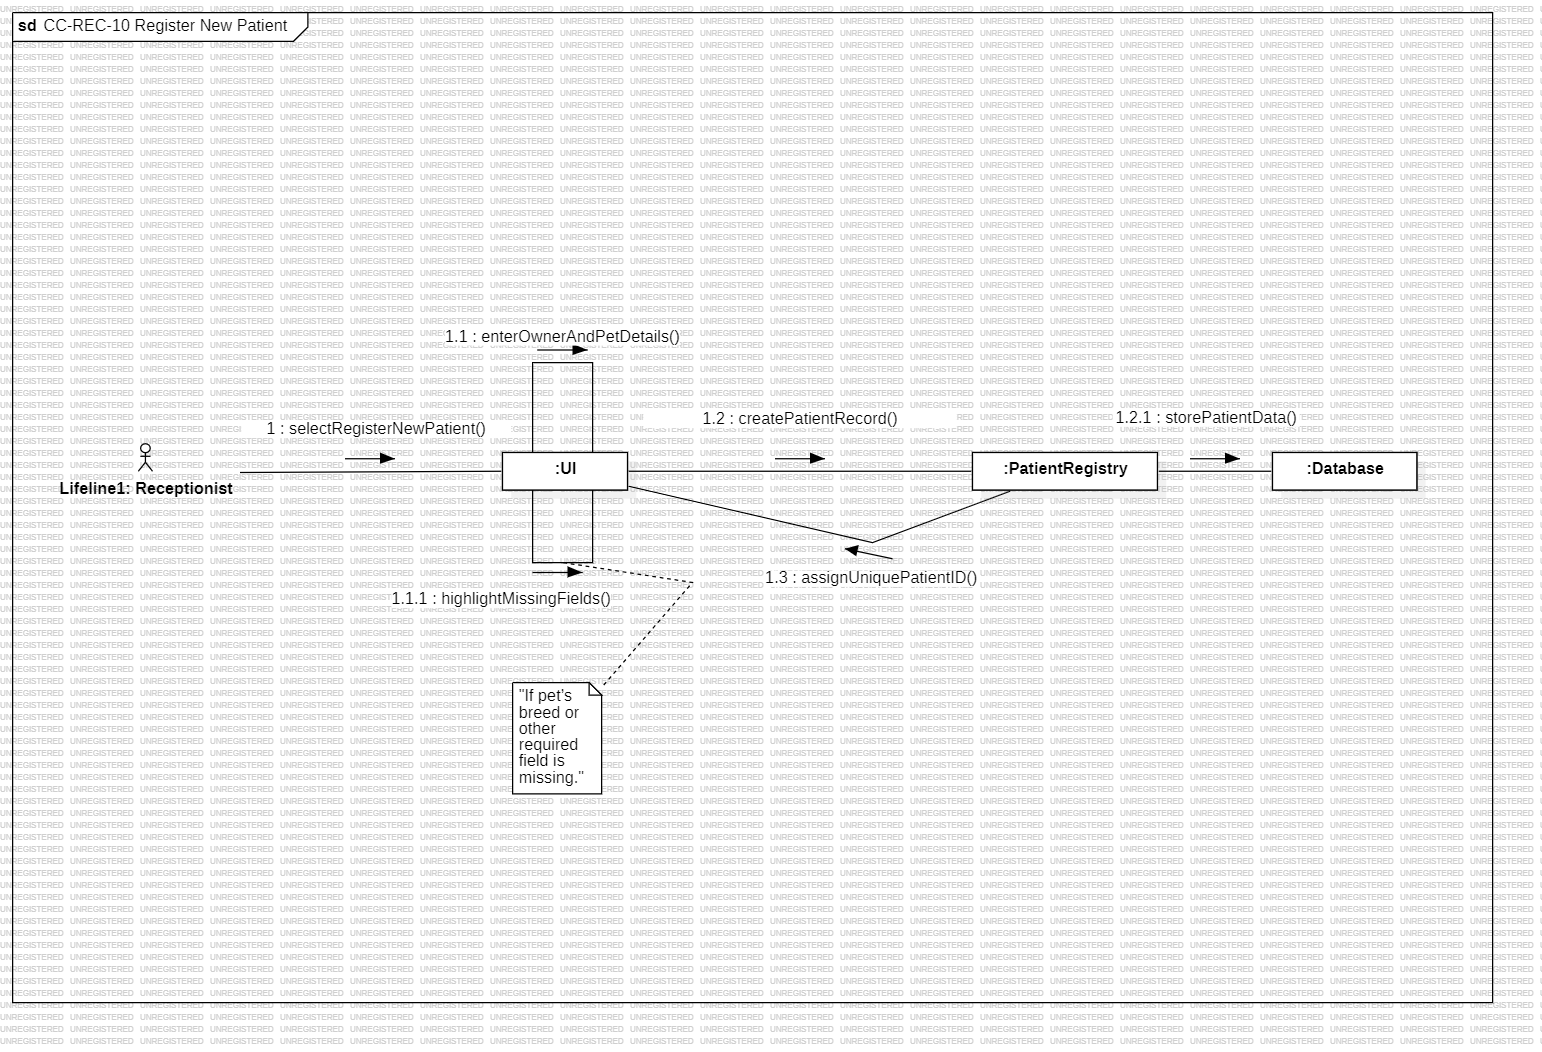 sd CC-REC-10 Register New Patient
1.1 : enterOwnerAndPetDetails()
1 : selectRegisterNewPatient()
1.2 : createPatientRecord()
1.2.1 : storePatientData()
Lifeline1: Receptionist
:UI
:PatientRegistry
:Database
1.3 : assignUniquePatientID()
1.1.1 : highlightMissingFields()
"If pet's
breed or
other
required
field is
missing."
UNREGISTERED